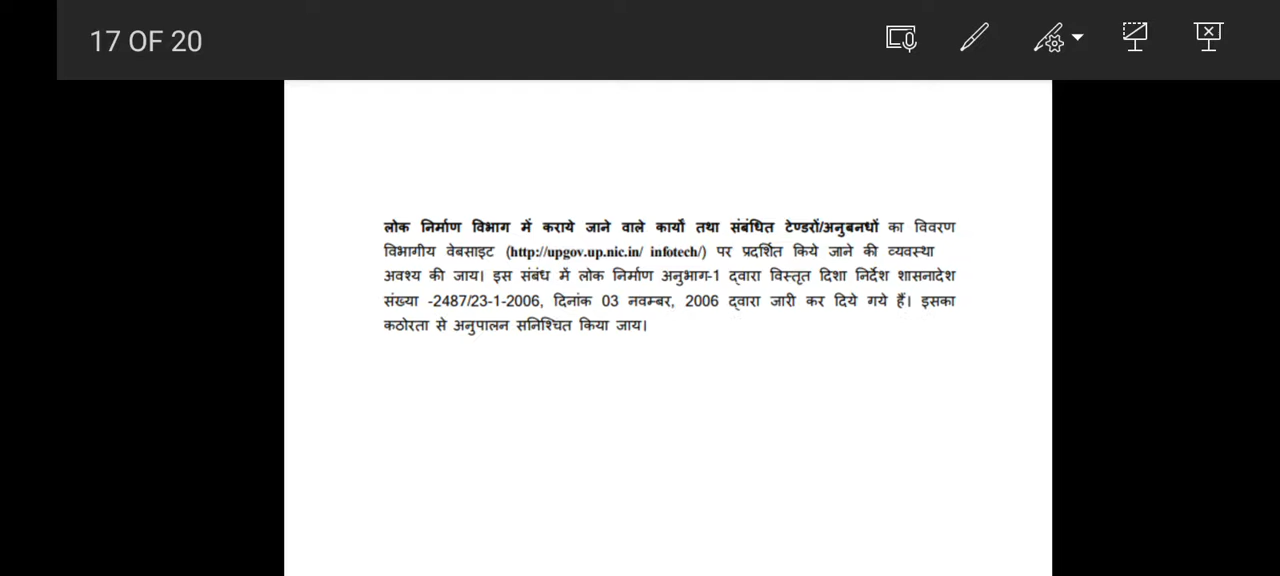 17 OF 20
लोक निर्माण विभाग में कराये जाने वाले कार्यो तथा संबंधित टेण्डरों/अनुबनधों का विवरण
विभागीय वेबसाइट (http://upgov.up.nic.in/ infotech/) पर प्रदर्शित किये जाने की व्यवस्था
अवश्य की जाय। इस संबंध में लोक निर्माण अनुभाग-1 द्वारा विस्तृत दिशा निर्देश शासनादेश
संख्या -2487/23-1-2006, दिनांक 03 नवम्बर, 2006 द्वारा जारी कर दिये गये हैं। इसका
कठोरता से अनुपालन सनिश्चित किया जाय।